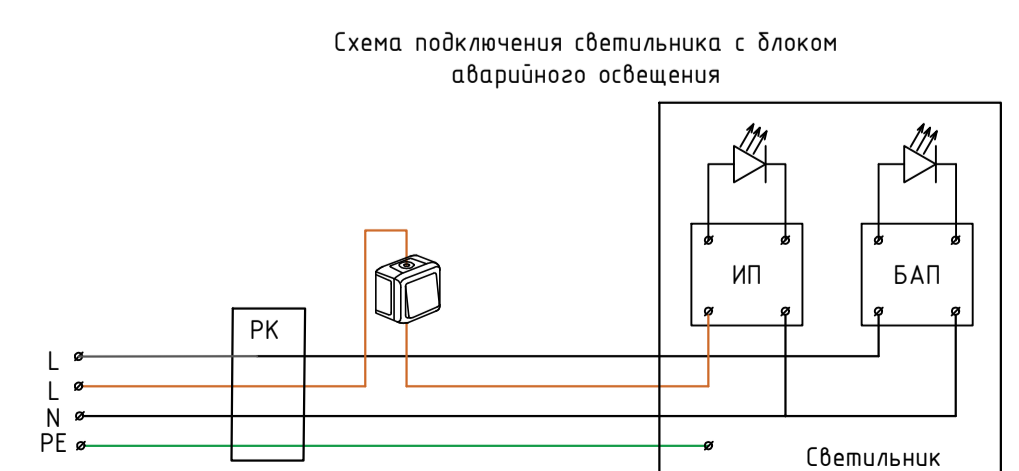 Схема подключения светильника с блоком
аварийного освещения
ИП
БАП
РК
L
L
N
PE
Светильник